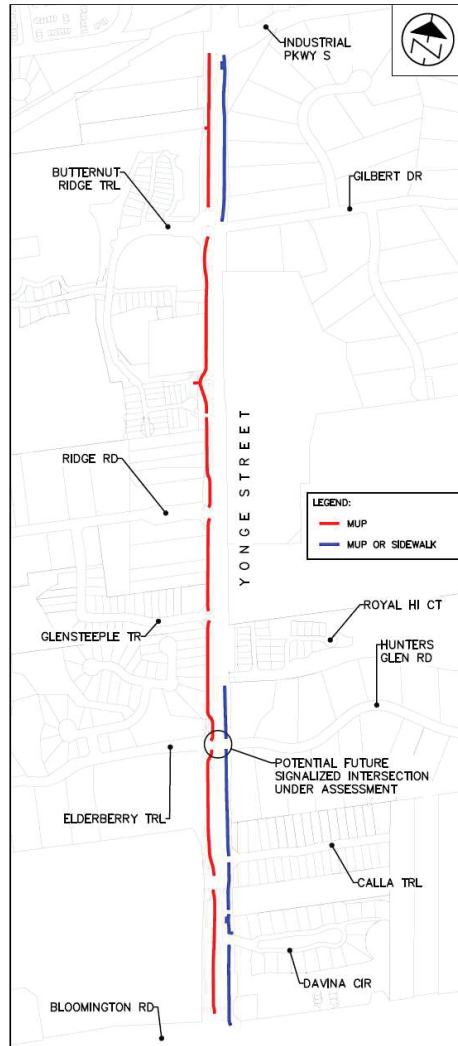 INDUSTRIAL
PKWY S
N
BUTTERNUT
RIDGE TRL
GILBERT DR
YONGE STREET
RIDGE RD
LEGEND:
MUP
MUP OR SIDEWALK
GLENSTEEPLE TR
ROYAL HI CT
HUNTERS
GLEN RD
POTENTIAL FUTURE
SIGNALIZED INTERSECTION
UNDER ASSESSMENT
ELDERBERRY TRL
CALLA TRL
DAVINA CIR
BLOOMINGTON RD